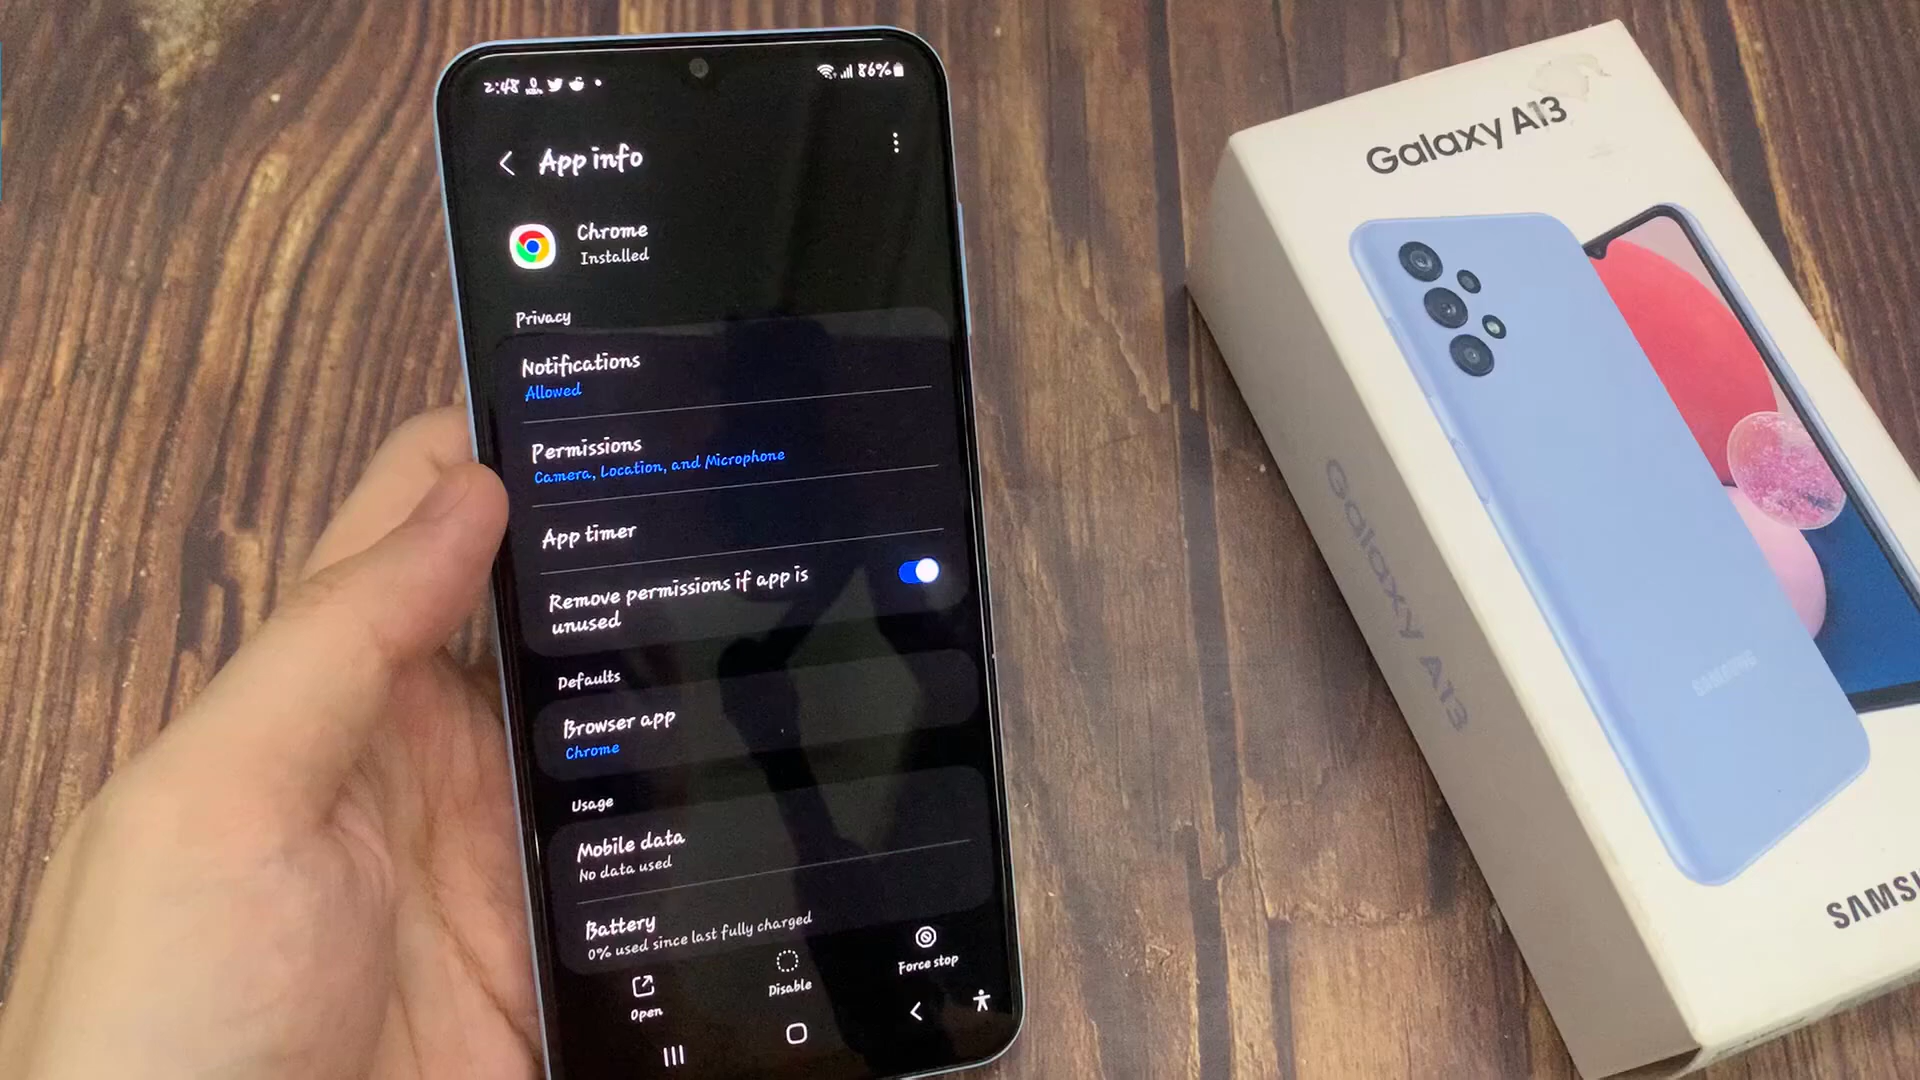 2:48
86%
App info
Chrome
Installed
Privacy
Notifications
Allowed
Permissions
Camera, Location, and Microphone
App timer
Remove permissions if app is
unused
Defaults
Browser app
Chrome
Usage
Mobile data
No data used
Battery
0% used since last fully charged
Open
Disable
Force stop
Galaxy A13
SAMSUNG
Galaxy A13
SAMSU